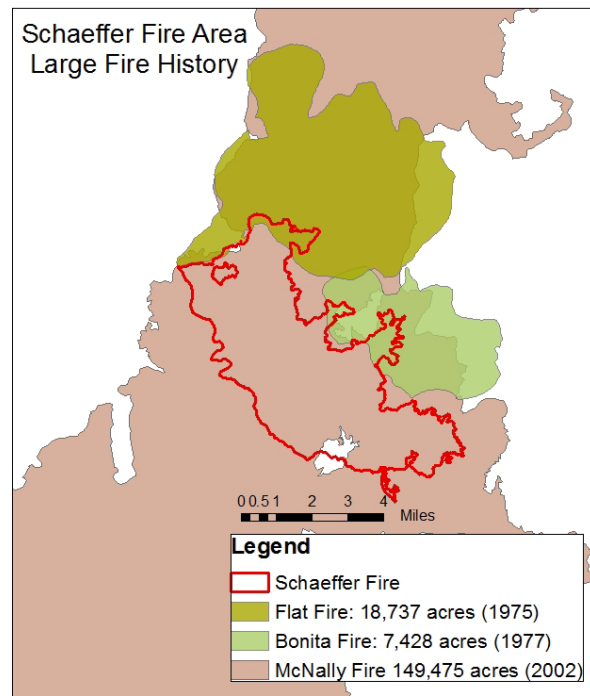 Schaeffer Fire Area
Large Fire History
0 0.5 1 2 3 4
Miles
Legend
Schaeffer Fire
Flat Fire: 18,737 acres (1975)
Bonita Fire: 7,428 acres (1977)
McNally Fire 149,475 acres (2002)